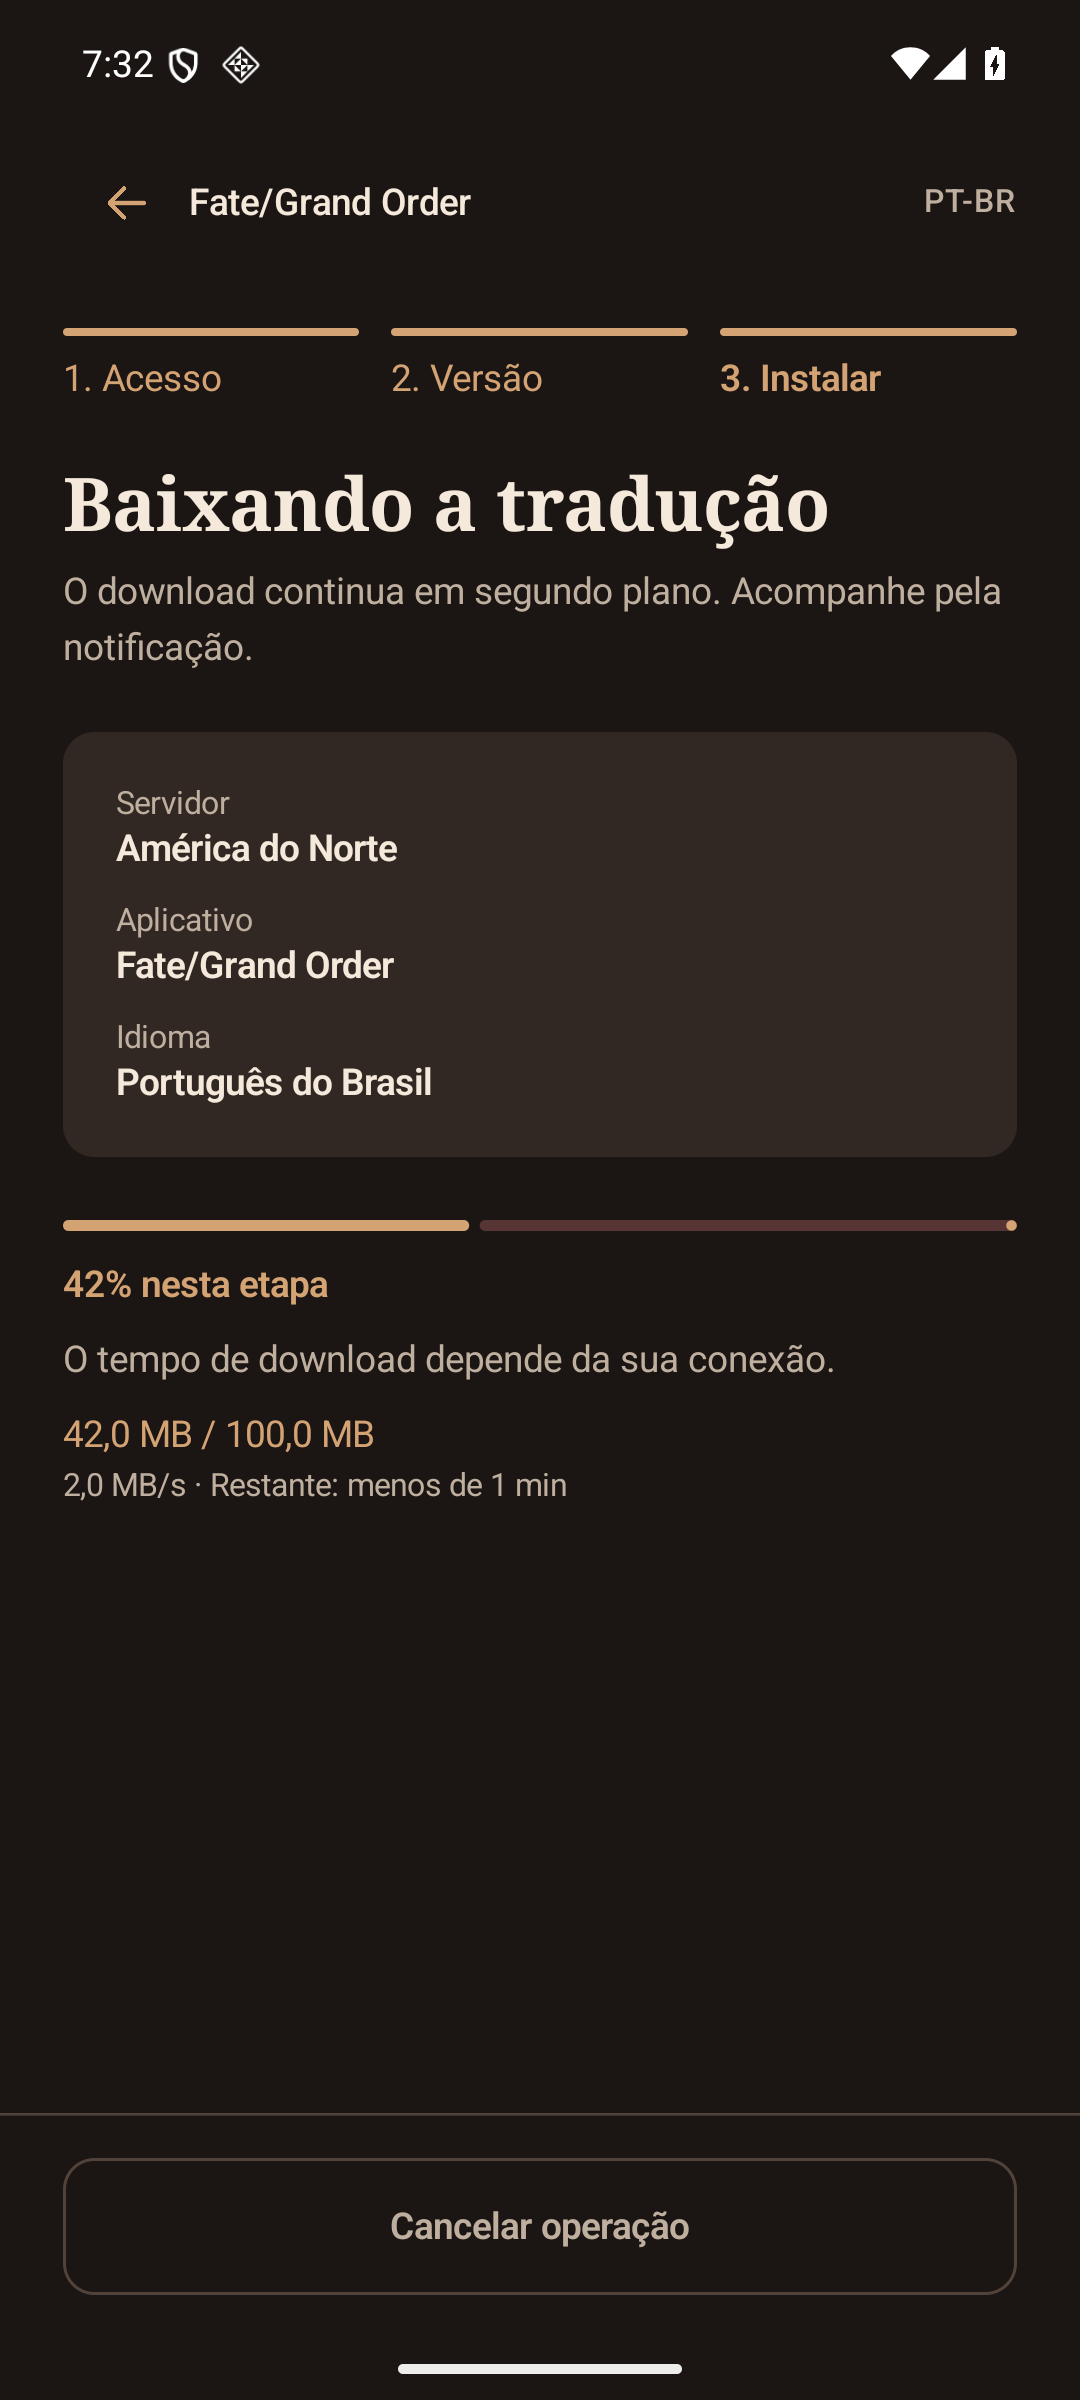 7:32
Fate/Grand Order
PT-BR
1. Acesso
2. Versão
3. Instalar
Baixando a tradução
O download continua em segundo plano. Acompanhe pela
notificação.
Servidor
América do Norte
Aplicativo
Fate/Grand Order
Idioma
Português do Brasil
42% nesta etapa
O tempo de download depende da sua conexão.
42,0 MB / 100,0 MB
2,0 MB/s · Restante: menos de 1 min
Cancelar operação